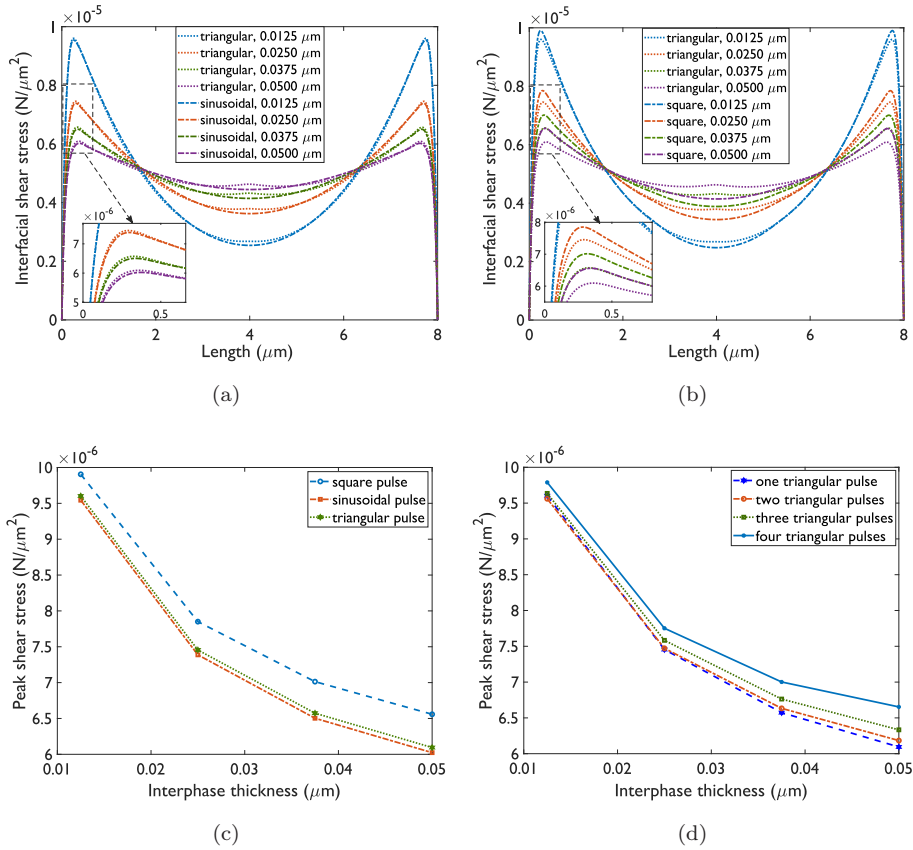 ×10⁻⁵
Interfacial shear stress (N/μm²)
1
0.8
0.6
0.4
0.2
0
0
2
4
6
8
Length (μm)
triangular, 0.0125 μm
triangular, 0.0250 μm
triangular, 0.0375 μm
triangular, 0.0500 μm
sinusoidal, 0.0125 μm
sinusoidal, 0.0250 μm
sinusoidal, 0.0375 μm
sinusoidal, 0.0500 μm
×10⁻⁶
7
6
5
0
0.5
(a)
×10⁻⁵
Interfacial shear stress (N/μm²)
1
0.8
0.6
0.4
0.2
0
0
2
4
6
8
Length (μm)
triangular, 0.0125 μm
triangular, 0.0250 μm
triangular, 0.0375 μm
triangular, 0.0500 μm
square, 0.0125 μm
square, 0.0250 μm
square, 0.0375 μm
square, 0.0500 μm
×10⁻⁶
8
7
6
0
0.5
(b)
×10⁻⁶
Peak shear stress (N/μm²)
10
9.5
9
8.5
8
7.5
7
6.5
6
0.01
0.02
0.03
0.04
0.05
Interphase thickness (μm)
square pulse
sinusoidal pulse
triangular pulse
(c)
×10⁻⁶
Peak shear stress (N/μm²)
10
9.5
9
8.5
8
7.5
7
6.5
6
0.01
0.02
0.03
0.04
0.05
Interphase thickness (μm)
one triangular pulse
two triangular pulses
three triangular pulses
four triangular pulses
(d)